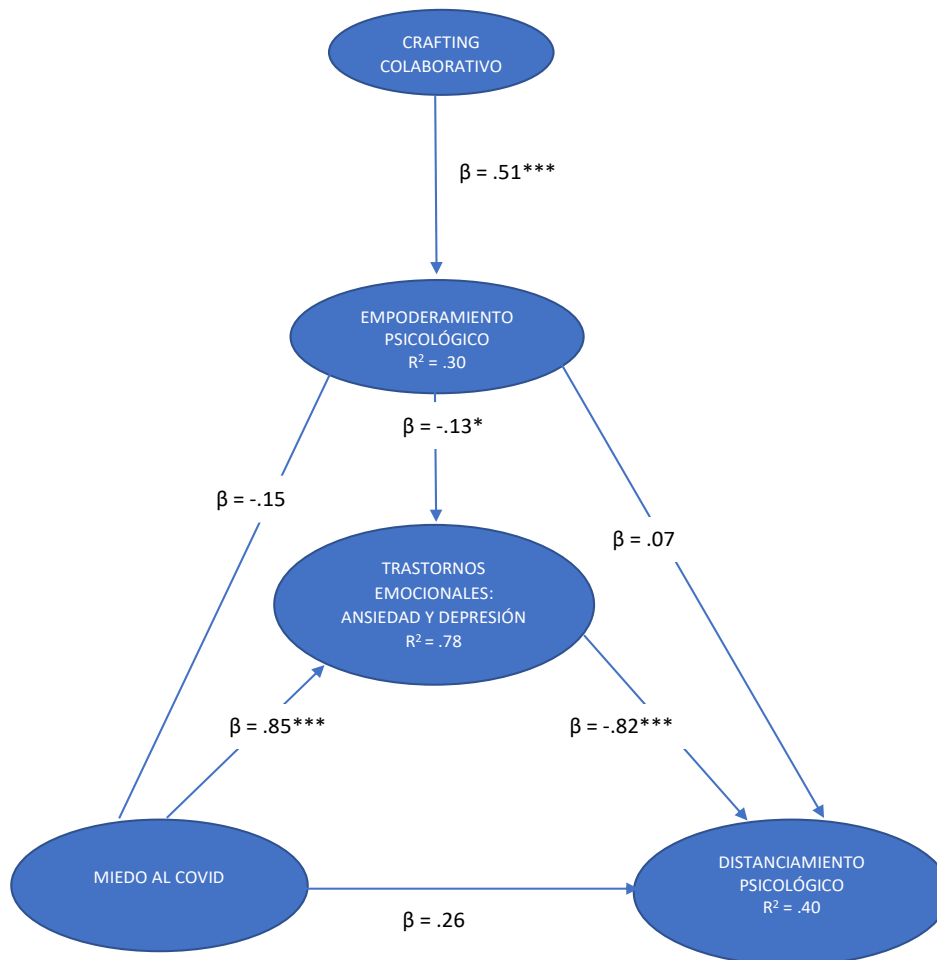 CRAFTING
COLABORATIVO
β = .51***
EMPODERAMIENTO
PSICOLÓGICO
R² = .30
β = -.13*
β = -.15
β = .07
TRASTORNOS
EMOCIONALES:
ANSIEDAD Y DEPRESIÓN
R² = .78
β = .85***
β = -.82***
MIEDO AL COVID
DISTANCIAMIENTO
PSICOLÓGICO
R² = .40
β = .26